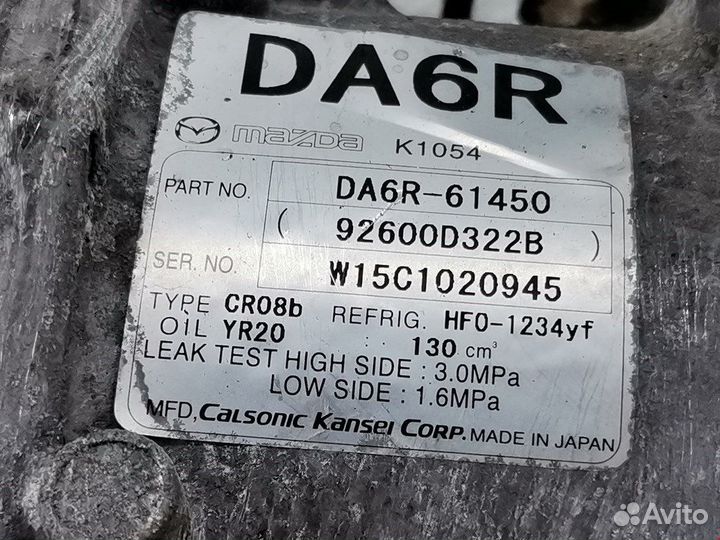 DA6R
mazda K1054
PART NO. DA6R-61450
( 92600D322B )
SER. NO. W15C1020945
TYPE CR08b REFRIG. HFO-1234yf
OIL YR20 : 130 cm³
LEAK TEST HIGH SIDE : 3.0MPa
LOW SIDE : 1.6MPa
MFD, CALSONIC KANSEI CORP. MADE IN JAPAN
Avito